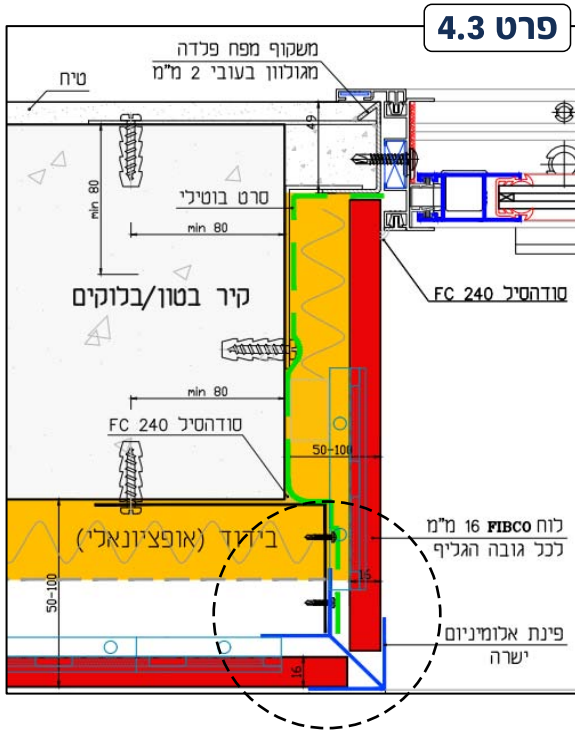 פרט 4.3
משקוף מפח פלדה
מגולוון בעובי 2 מ"מ
טיח
49
min 80
סרט בוטילי
min 80
קיר בטון/בלוקים
סודהסיל FC 240
min 80
סודהסיל FC 240
50-100
בידוד (אופציונאלי)
לוח FIBCO 16 מ"מ
לכל גובה הגליף
16
50-100
פינת אלומיניום
ישרה
16